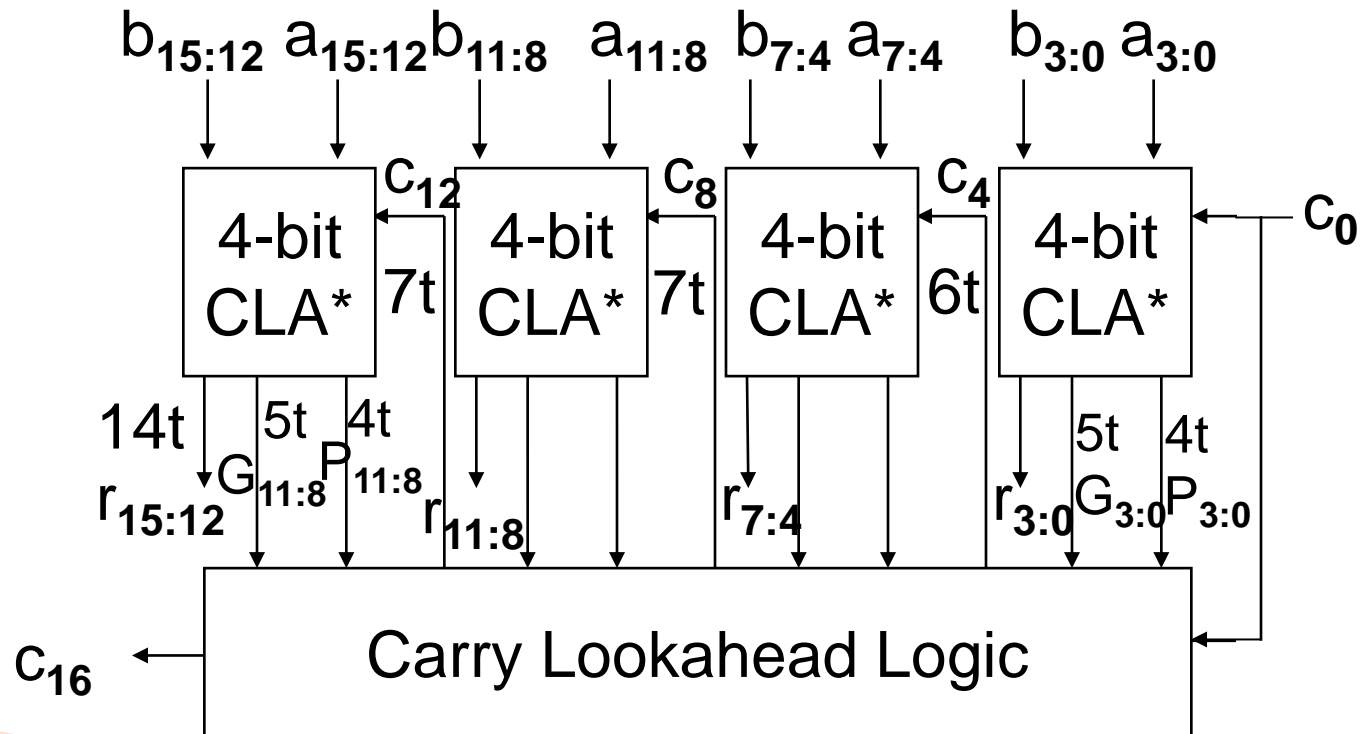 b15:12 a15:12 b11:8 a11:8 b7:4 a7:4 b3:0 a3:0
c12 c8 c4 c0
4-bit CLA* 4-bit CLA* 4-bit CLA* 4-bit CLA*
7t 7t 6t
14t 5t 4t 5t 4t
G11:8 P11:8 G3:0 P3:0
r15:12 r11:8 r7:4 r3:0
Carry Lookahead Logic
c16